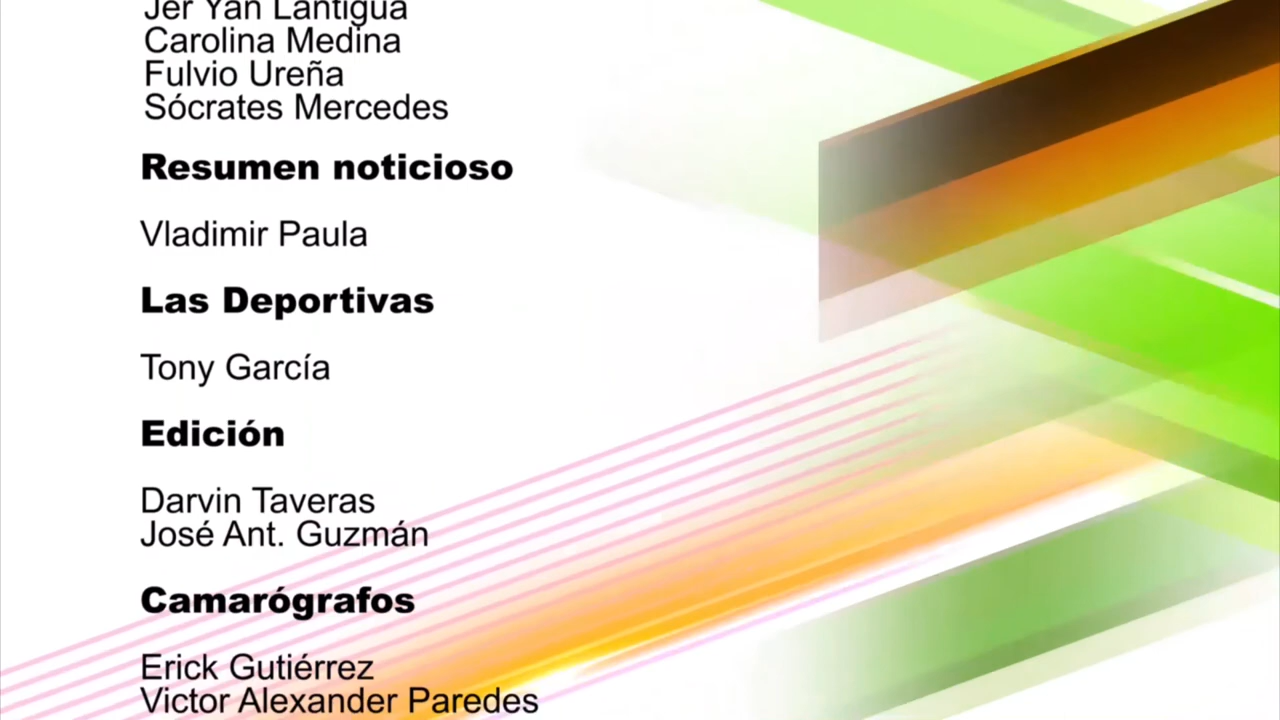 Jer Yan Lantigua
Carolina Medina
Fulvio Ureña
Sócrates Mercedes
Resumen noticioso
Vladimir Paula
Las Deportivas
Tony García
Edición
Darvin Taveras
José Ant. Guzmán
Camarógrafos
Erick Gutiérrez
Victor Alexander Paredes